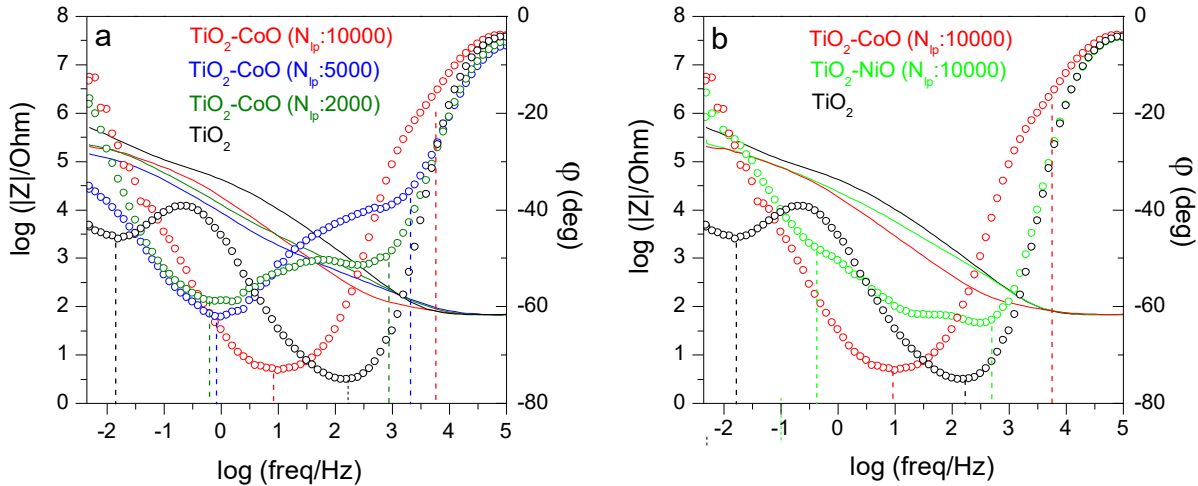 a
TiO2-CoO (Nlp:10000)
TiO2-CoO (Nlp:5000)
TiO2-CoO (Nlp:2000)
TiO2
8
7
6
5
4
3
2
1
0
log (|Z|/Ohm)
0
-20
-40
-60
-80
φ (deg)
-2 -1 0 1 2 3 4 5
log (freq/Hz)
b
TiO2-CoO (Nlp:10000)
TiO2-NiO (Nlp:10000)
TiO2
8
7
6
5
4
3
2
1
0
log (|Z|/Ohm)
0
-20
-40
-60
-80
φ (deg)
-2 -1 0 1 2 3 4 5
log (freq/Hz)